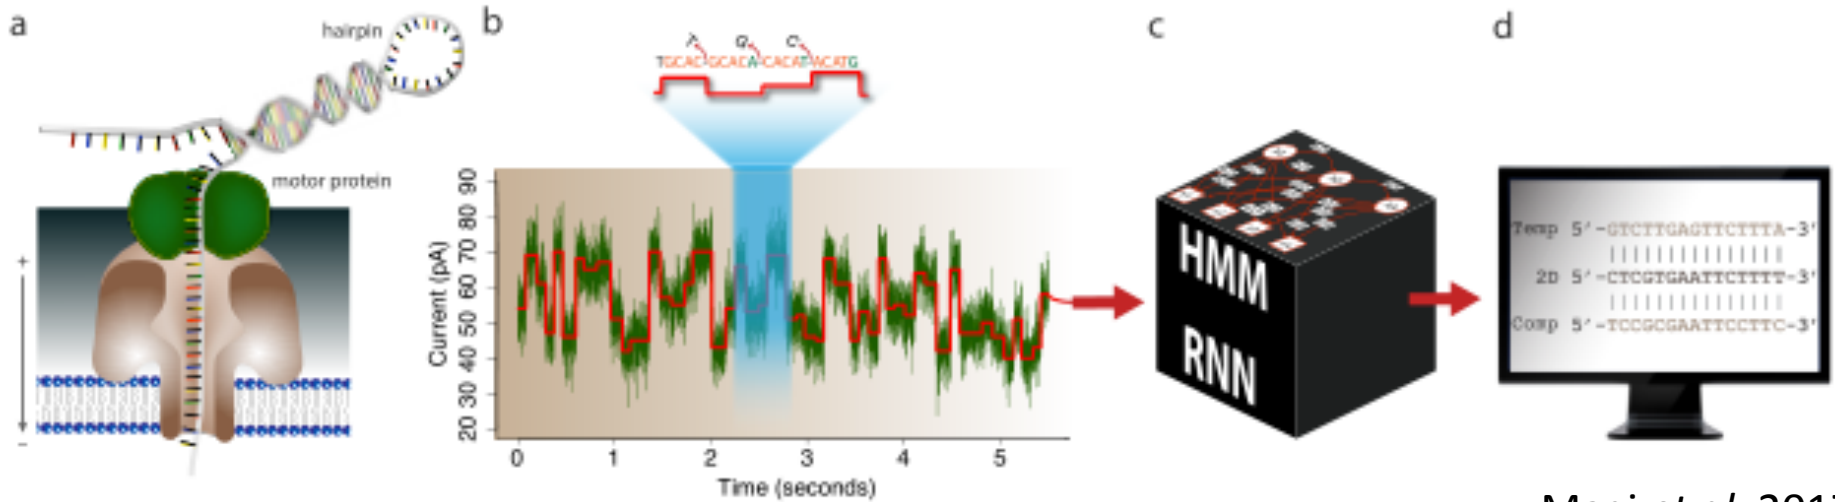 a
hairpin
motor protein
+
-
b
T G C
TGCAC-GCACA-CACAT-ACATG
Current (pA)
90
80
70
60
50
40
30
20
0 1 2 3 4 5
Time (seconds)
c
HMM
RNN
d
Temp 5'-GTCTTGAGTTCTTTA-3'
2D 5'-CTCGTGAATTCTTTT-3'
Comp 5'-TCCGCGAATTCCTTC-3'